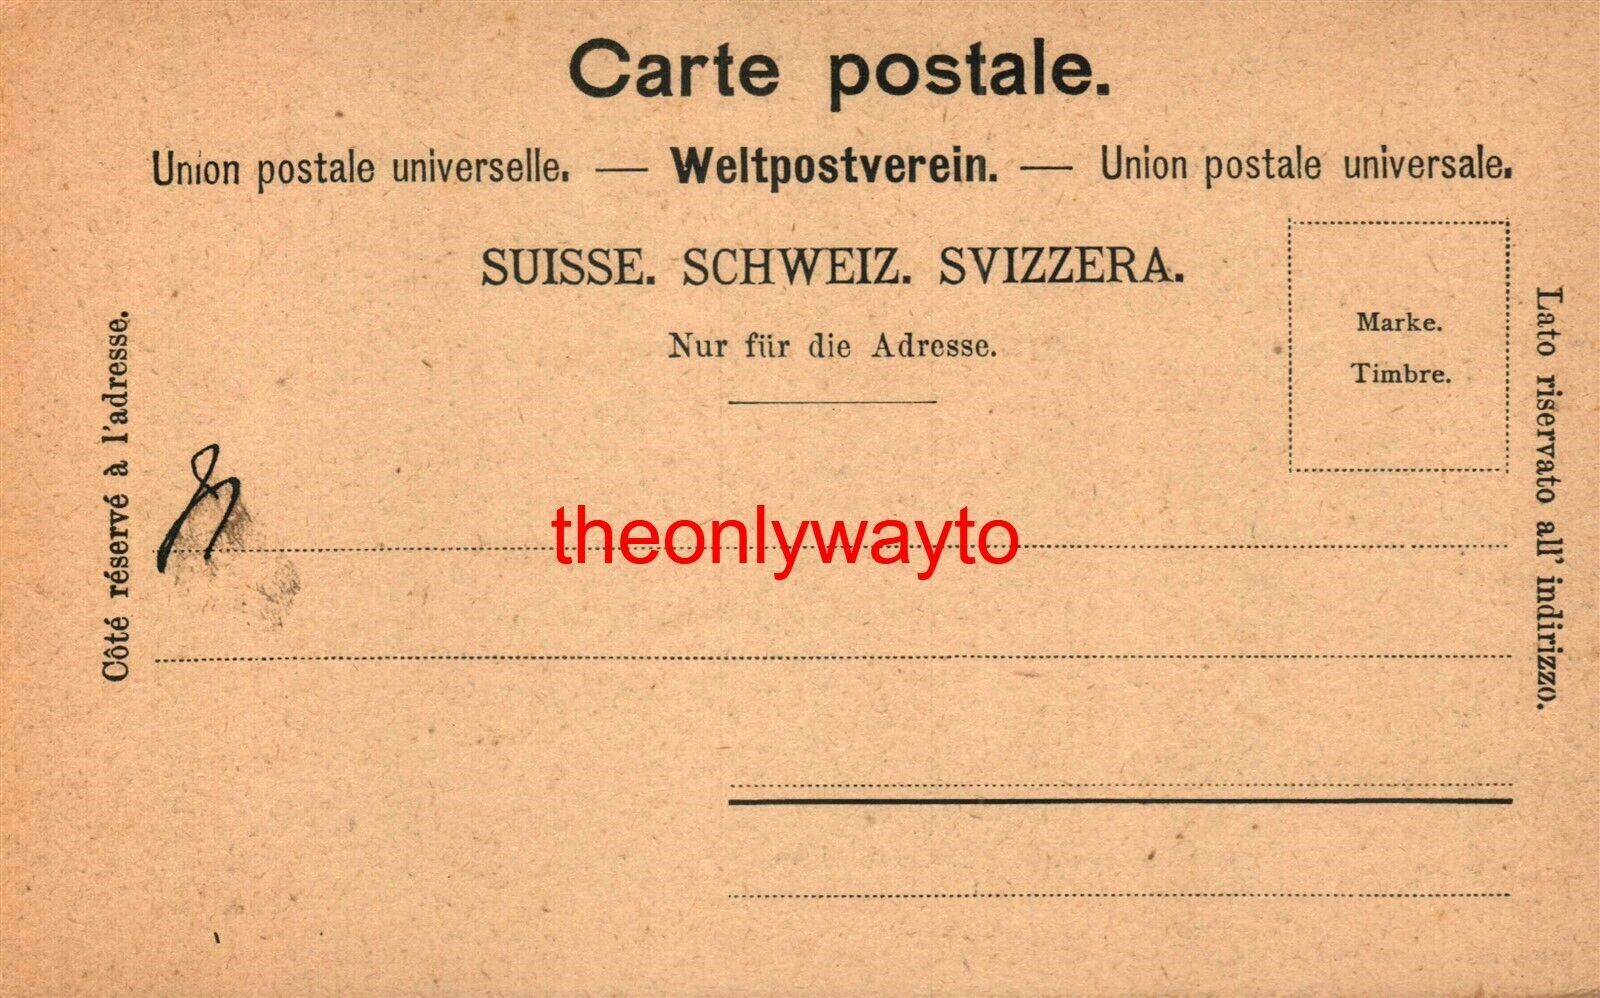 Carte postale.
Union postale universelle. — Weltpostverein. — Union postale universale.
SUISSE. SCHWEIZ. SVIZZERA.
Nur für die Adresse.
Marke.
Timbre.
Côté réservé à l'adresse.
Lato riservato all' indirizzo.
theonlywayto